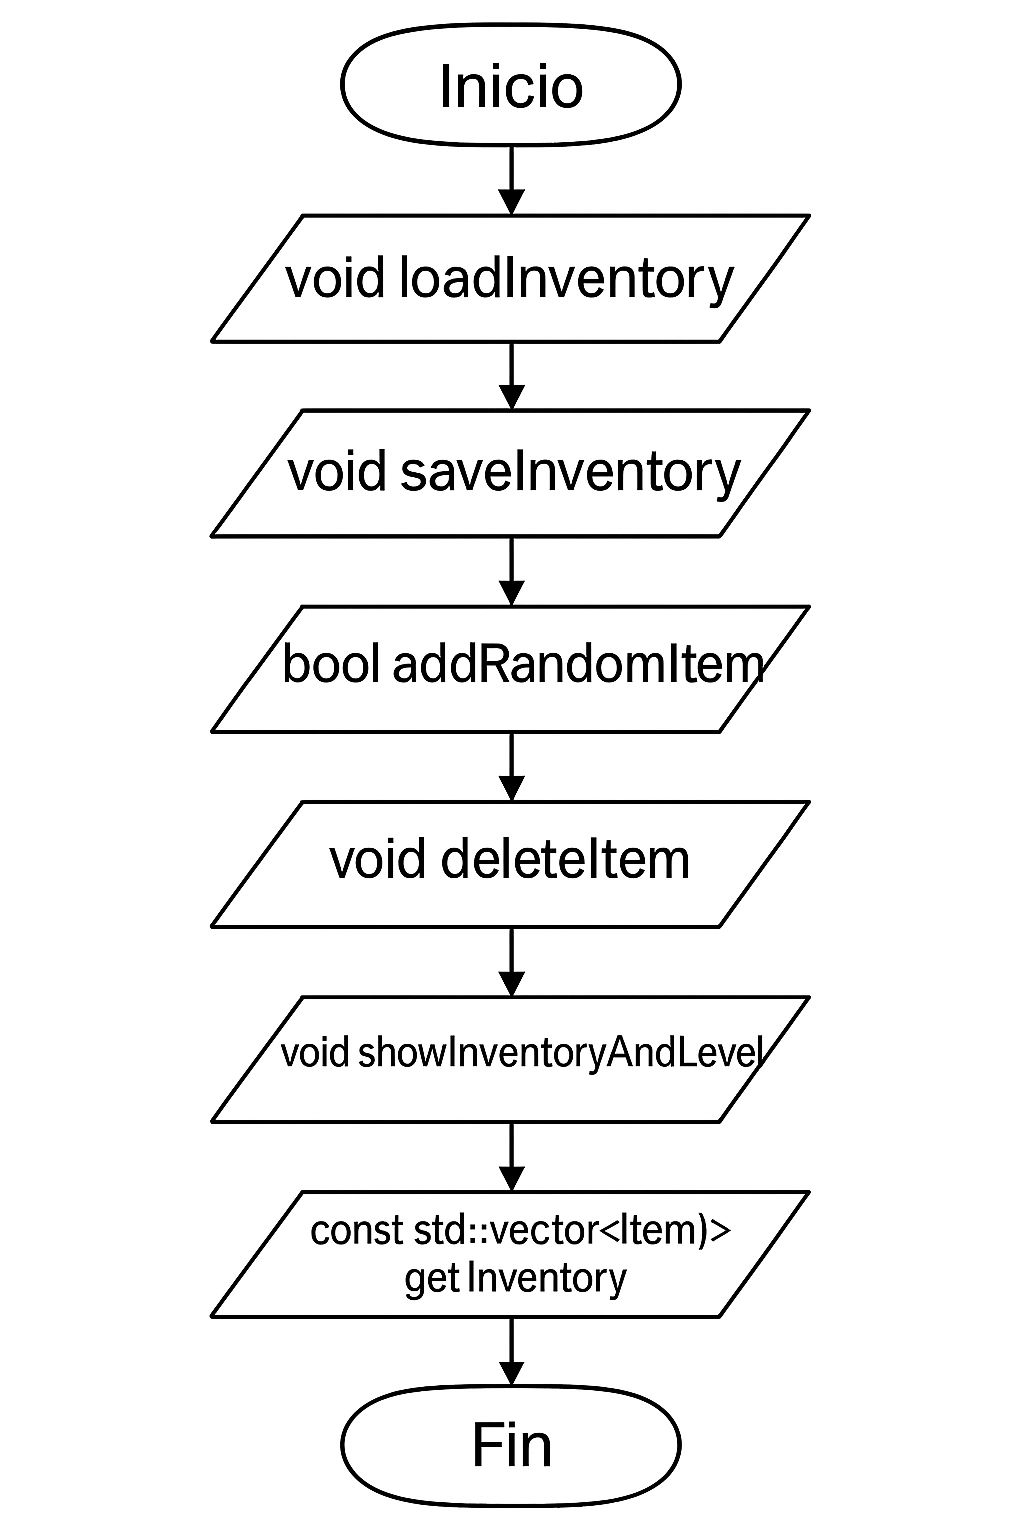 Inicio
void loadInventory
void saveInventory
bool addRandomItem
void deleteItem
void showInventoryAndLevel
const std::vector<Item)>
get Inventory
Fin